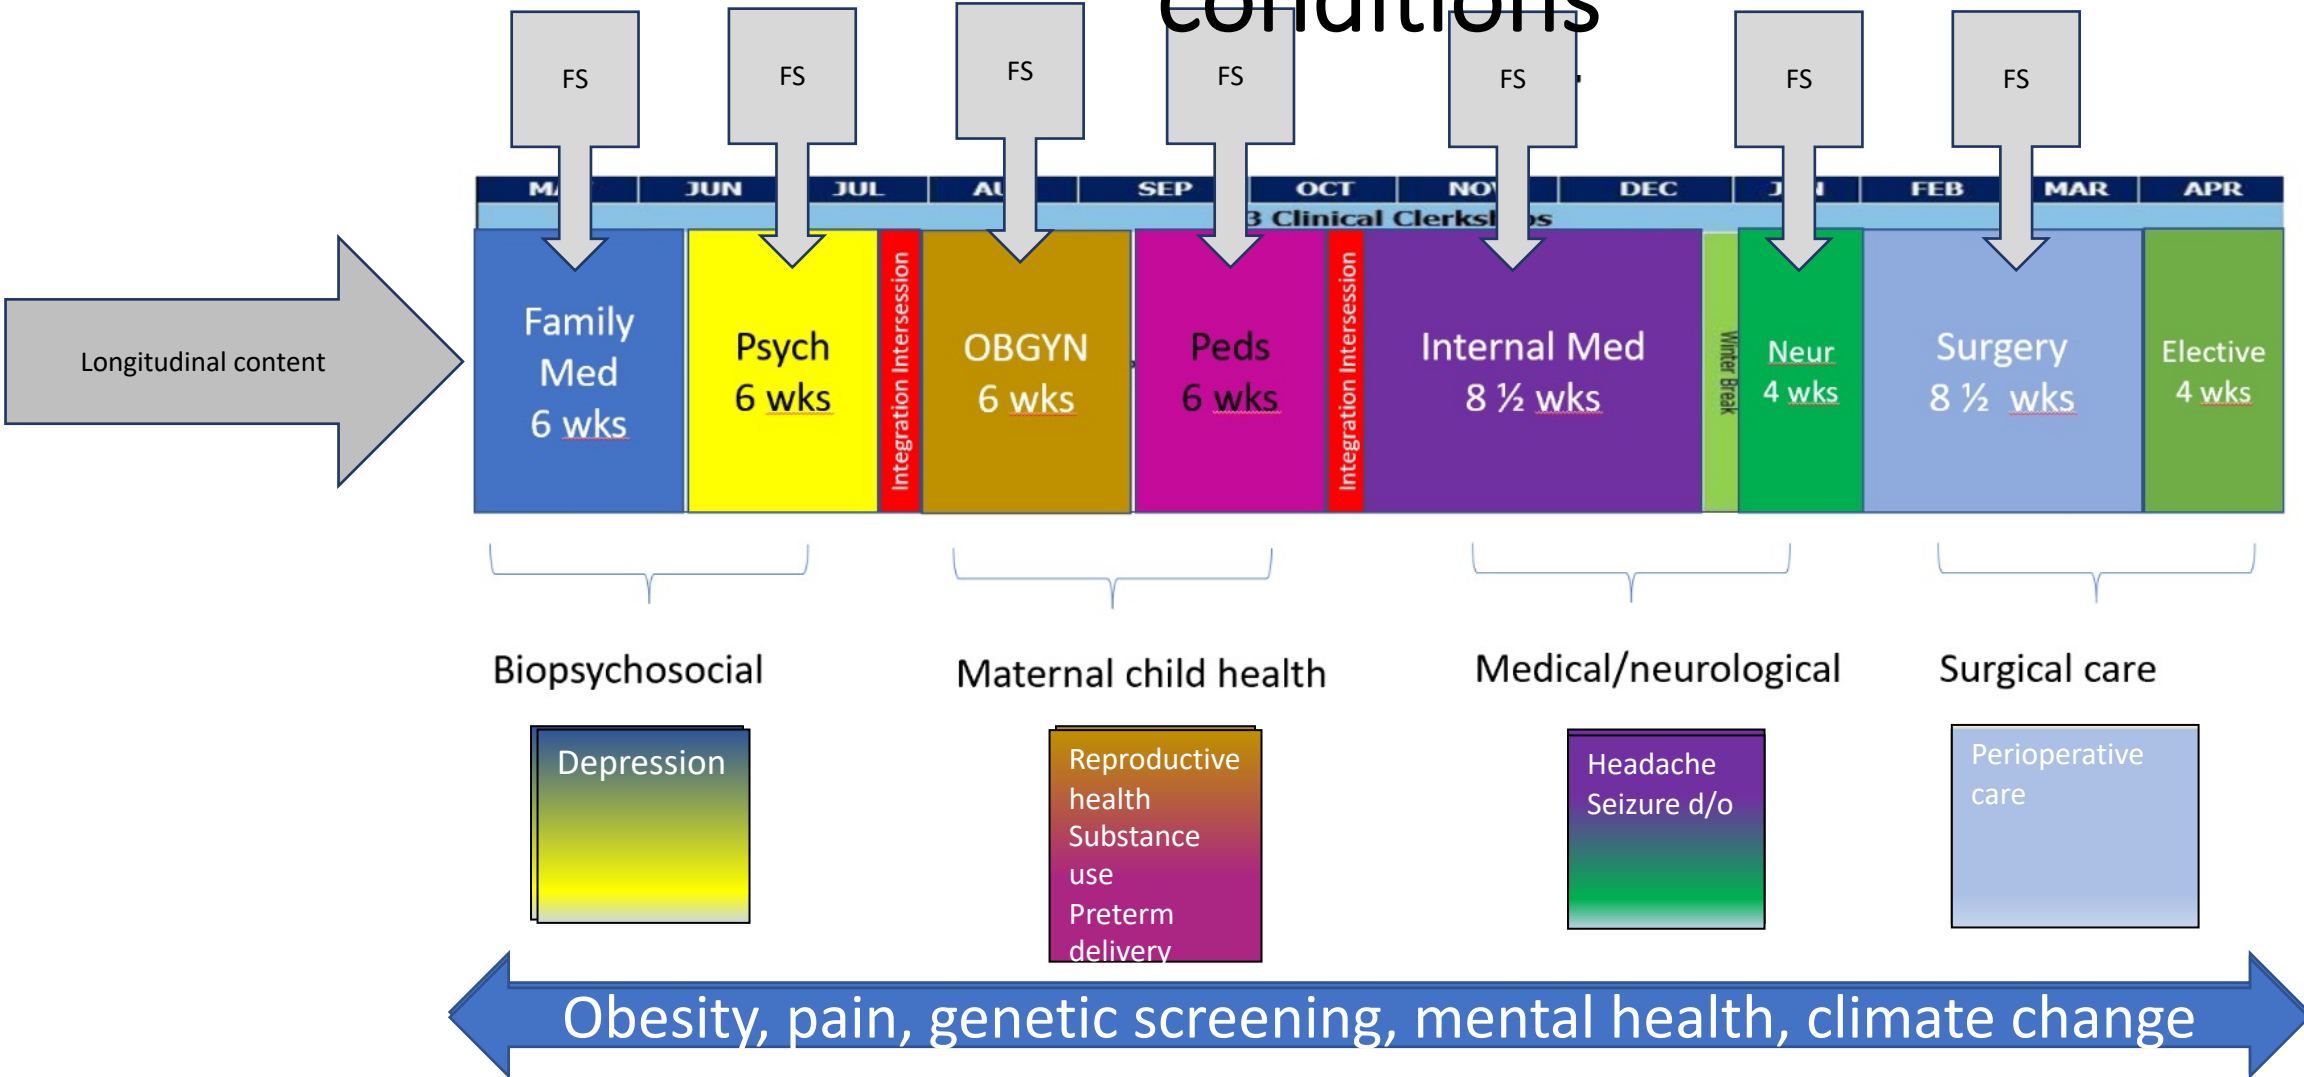 conditions
FS
FS
FS
FS
FS
FS
FS
JUN
JUL
SEP
OCT
DEC
FEB
MAR
APR
3 Clinical
Longitudinal content
Family
Med
6 wks
Psych
6 wks
Integration Intersession
OBGYN
6 wks
Peds
6 wks
Integration Intersession
Internal Med
8 ½ wks
Winter Break
Neur
4 wks
Surgery
8 ½ wks
Elective
4 wks
Biopsychosocial
Maternal child health
Medical/neurological
Surgical care
Depression
Reproductive
health
Substance
use
Preterm
delivery
Headache
Seizure d/o
Perioperative
care
Obesity, pain, genetic screening, mental health, climate change